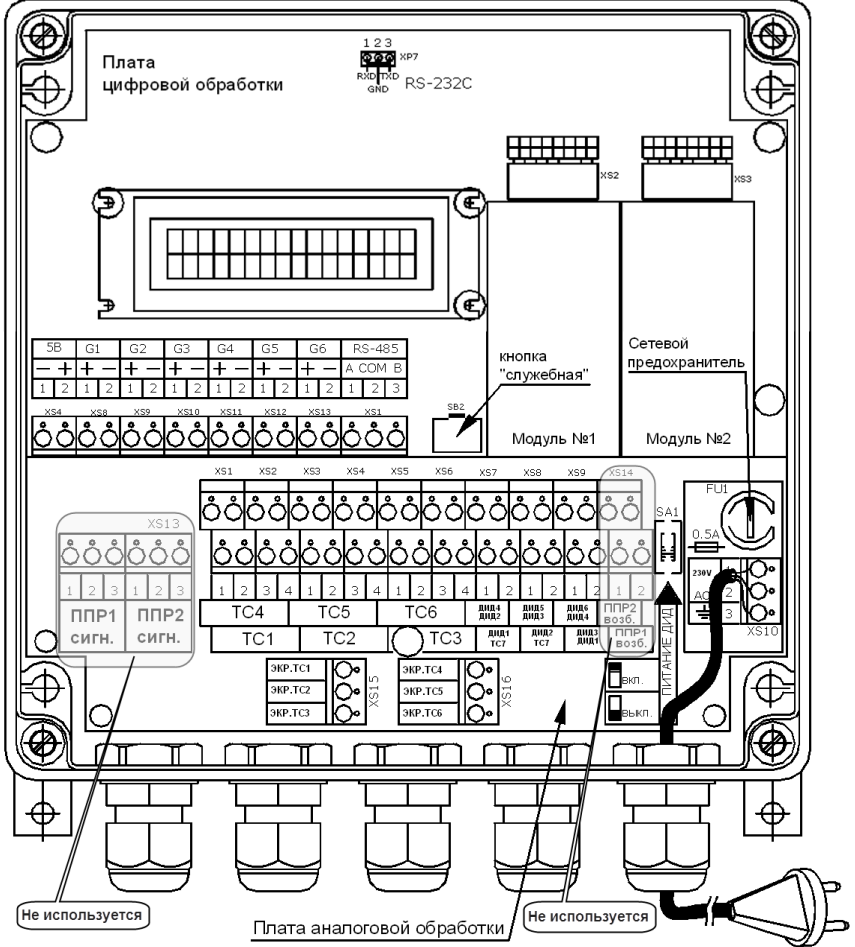 Плата
цифровой обработки
1 2 3
XP7
RXD TXD
GND
RS-232C
XS2
XS3
5В G1 G2 G3 G4 G5 G6 RS-485
− + + − + − + − + − + − + − A COM B
1 2 1 2 1 2 1 2 1 2 1 2 1 2 1 2 3
XS4 XS8 XS9 XS10 XS11 XS12 XS13 XS1
SB2
кнопка
"служебная"
Сетевой
предохранитель
Модуль №1
Модуль №2
XS1 XS2 XS3 XS4 XS5 XS6 XS7 XS8 XS9 XS14
XS13
1 2 3 1 2 3
ППР1 ППР2
сигн. сигн.
1 2 3 4 1 2 3 4 1 2 3 4 1 2 1 2 1 2 1 2
ТС4 ТС5 ТС6
ДИД4
ДИД2
ДИД5
ДИД3
ДИД6
ДИД4
ППР2
возб.
ТС1 ТС2 ТС3
ДИД1
ТС7
ДИД2
ТС7
ДИД3
ДИД1
ППР1
возб.
SA1
FU1
0.5A
230V
AC
1
2
3
XS10
ПИТАНИЕ ДИД
ВКЛ.
ВЫКЛ.
ЭКР.ТС1
ЭКР.ТС2
ЭКР.ТС3
XS15
ЭКР.ТС4
ЭКР.ТС5
ЭКР.ТС6
XS16
Не используется
Плата аналоговой обработки
Не используется